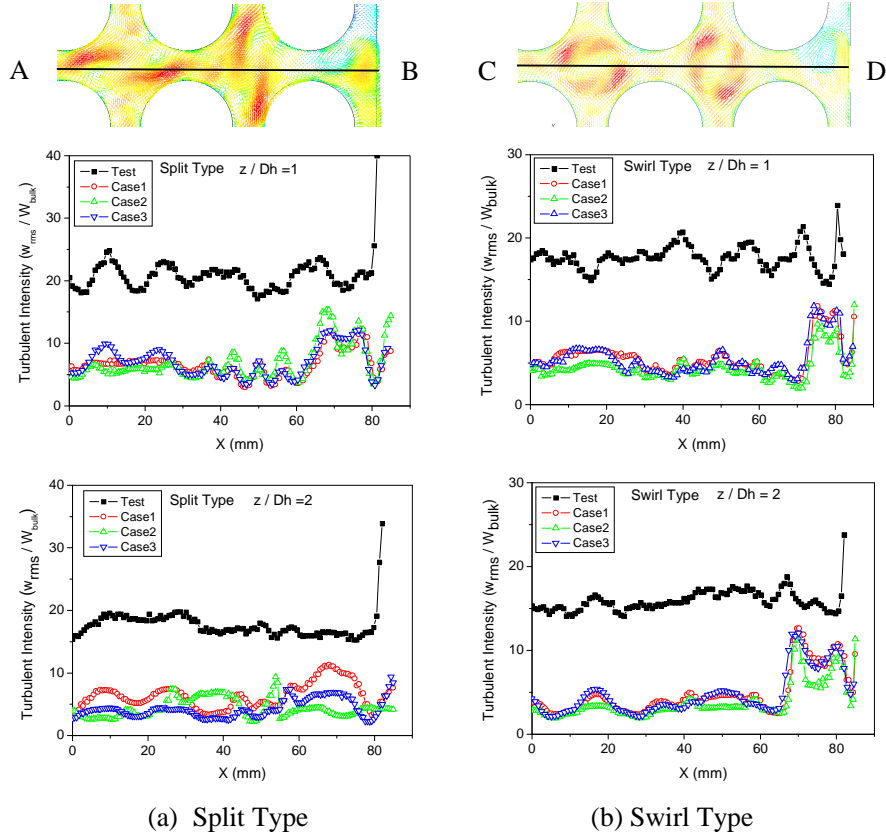 A B C D
40
30
20
10
0
0 20 40 60 80
Test
Case1
Case2
Case3
Split Type z / Dh =1
Turbulent Intensity (w_rms / W_bulk)
X (mm)
30
20
10
0
0 20 40 60 80
Test
Case1
Case2
Case3
Swirl Type z / Dh = 1
Turbulent Intensity (w_rms / W_bulk)
X (mm)
40
30
20
10
0
0 20 40 60 80
Test
Case1
Case2
Case3
Split Type z / Dh =2
Turbulent Intensity (w_rms / W_bulk)
X (mm)
30
20
10
0
0 20 40 60 80
Test
Case1
Case2
Case3
Swirl Type z / Dh = 2
Turbulent Intensity (w_rms / W_bulk)
X (mm)
(a) Split Type
(b) Swirl Type